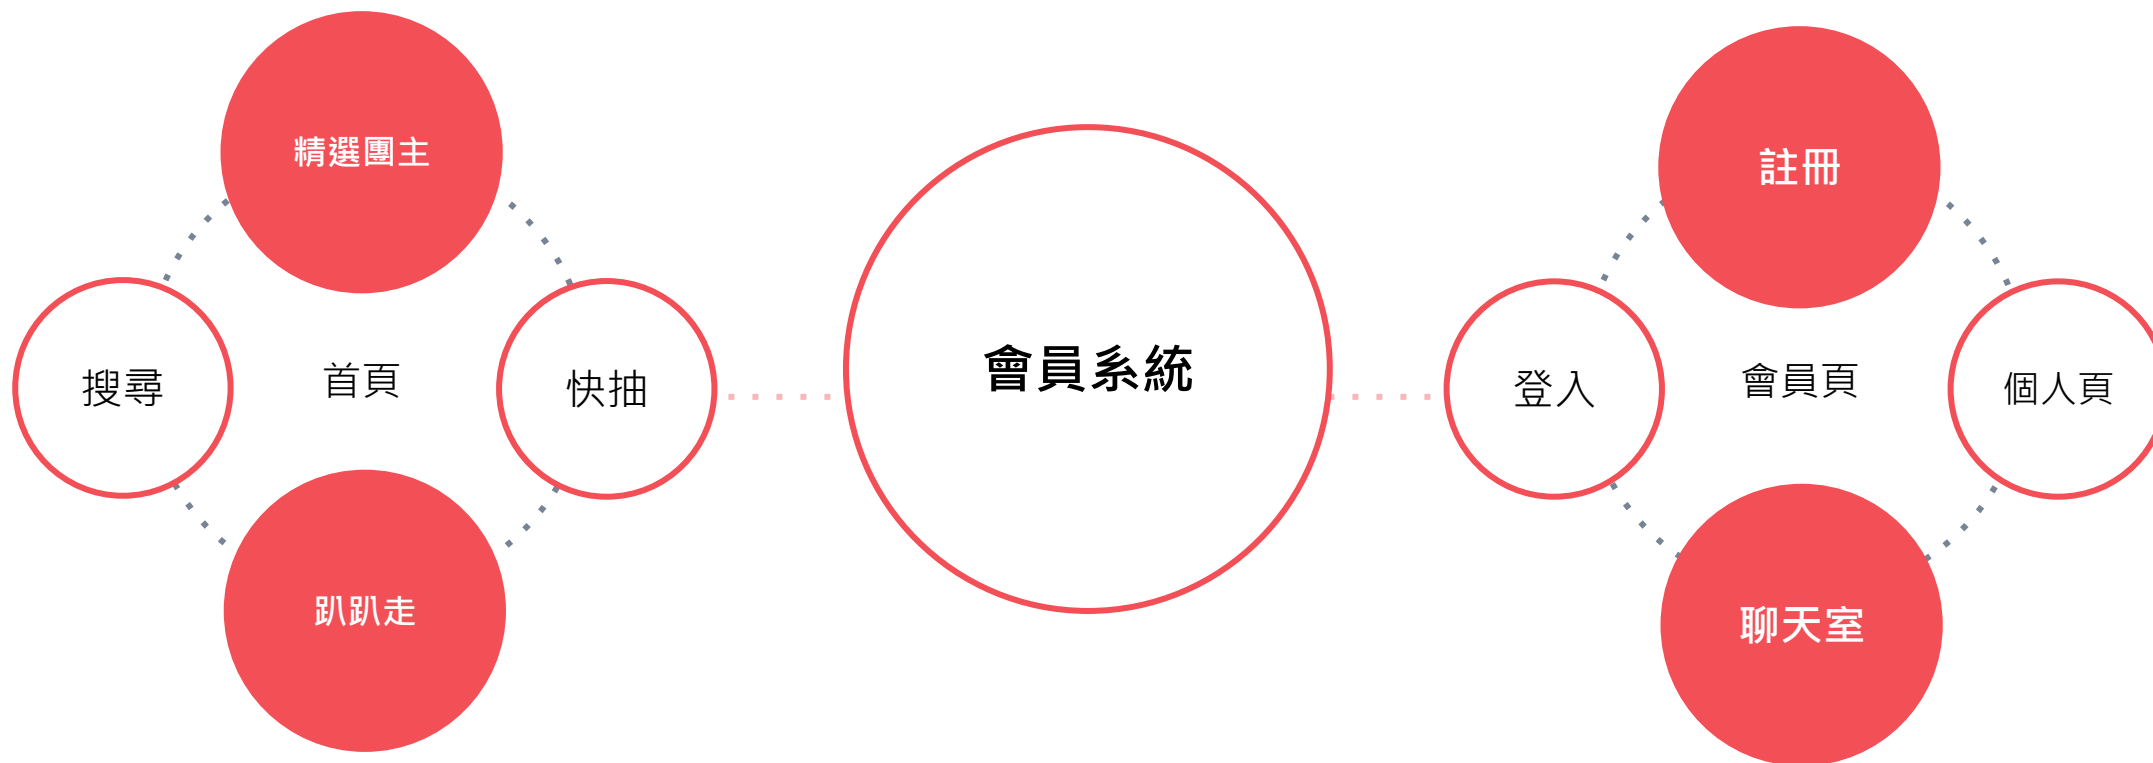 精選團主
搜尋
首頁
快抽
趴趴走
會員系統
註冊
登入
會員頁
個人頁
聊天室